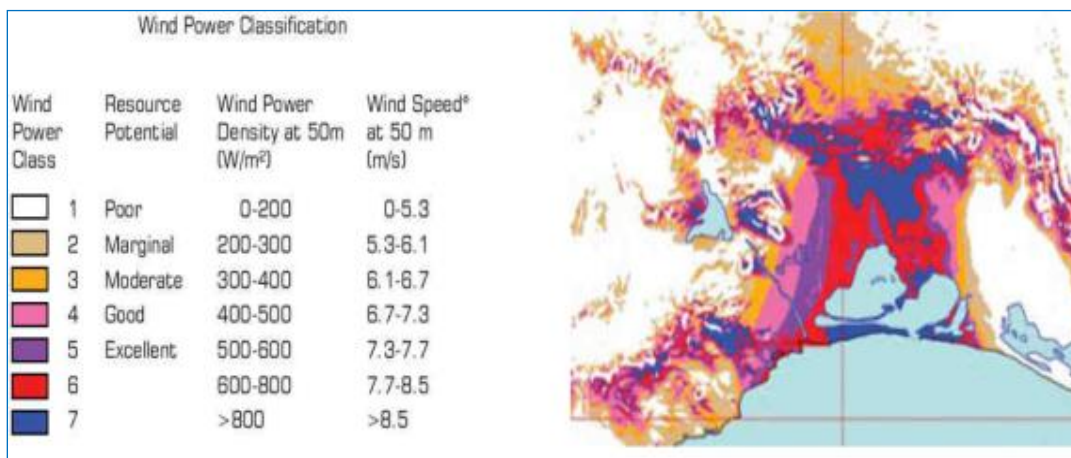 Wind Power Classification
Wind Resource Wind Power Wind Speed*
Power Potential Density at 50m at 50 m
Class (W/m²) (m/s)
1 Poor 0-200 0-5.3
2 Marginal 200-300 5.3-6.1
3 Moderate 300-400 6.1-6.7
4 Good 400-500 6.7-7.3
5 Excellent 500-600 7.3-7.7
6 600-800 7.7-8.5
7 >800 >8.5